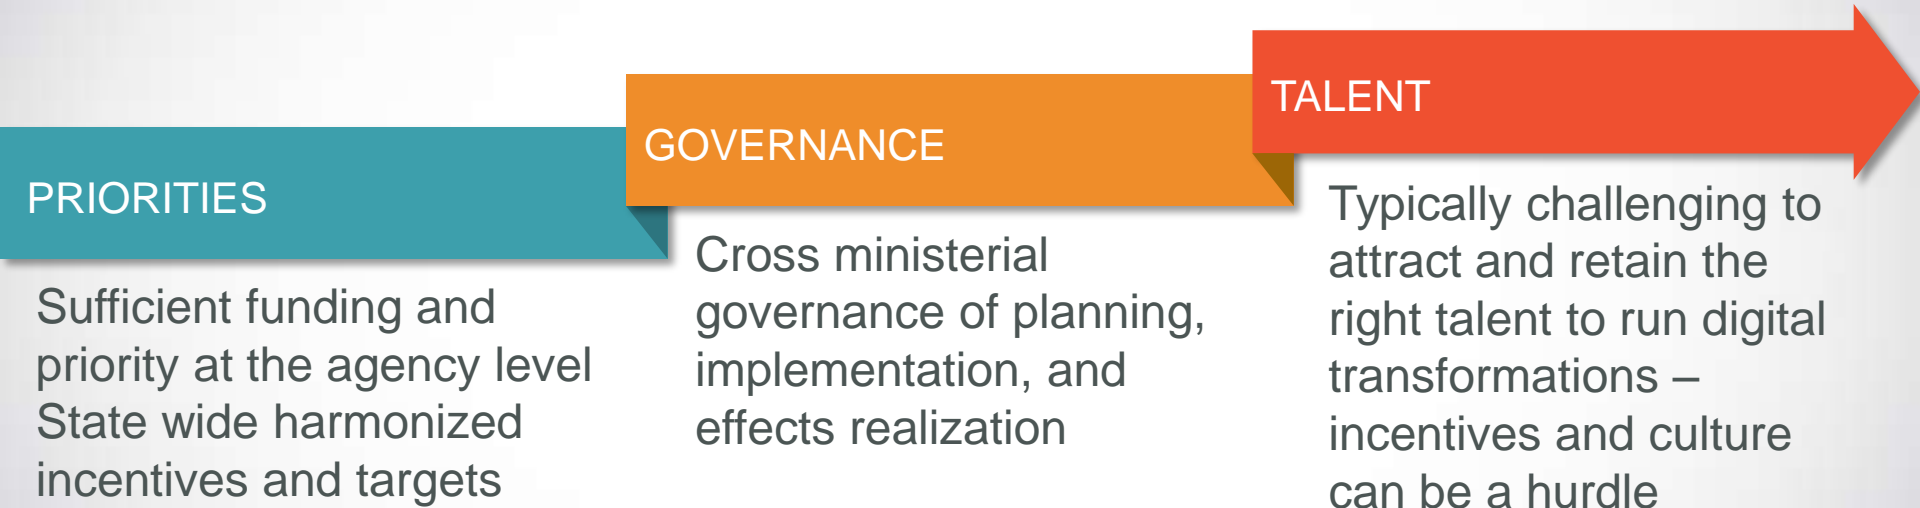 PRIORITIES
Sufficient funding and
priority at the agency level
State wide harmonized
incentives and targets
GOVERNANCE
Cross ministerial
governance of planning,
implementation, and
effects realization
TALENT
Typically challenging to
attract and retain the
right talent to run digital
transformations –
incentives and culture
can be a hurdle